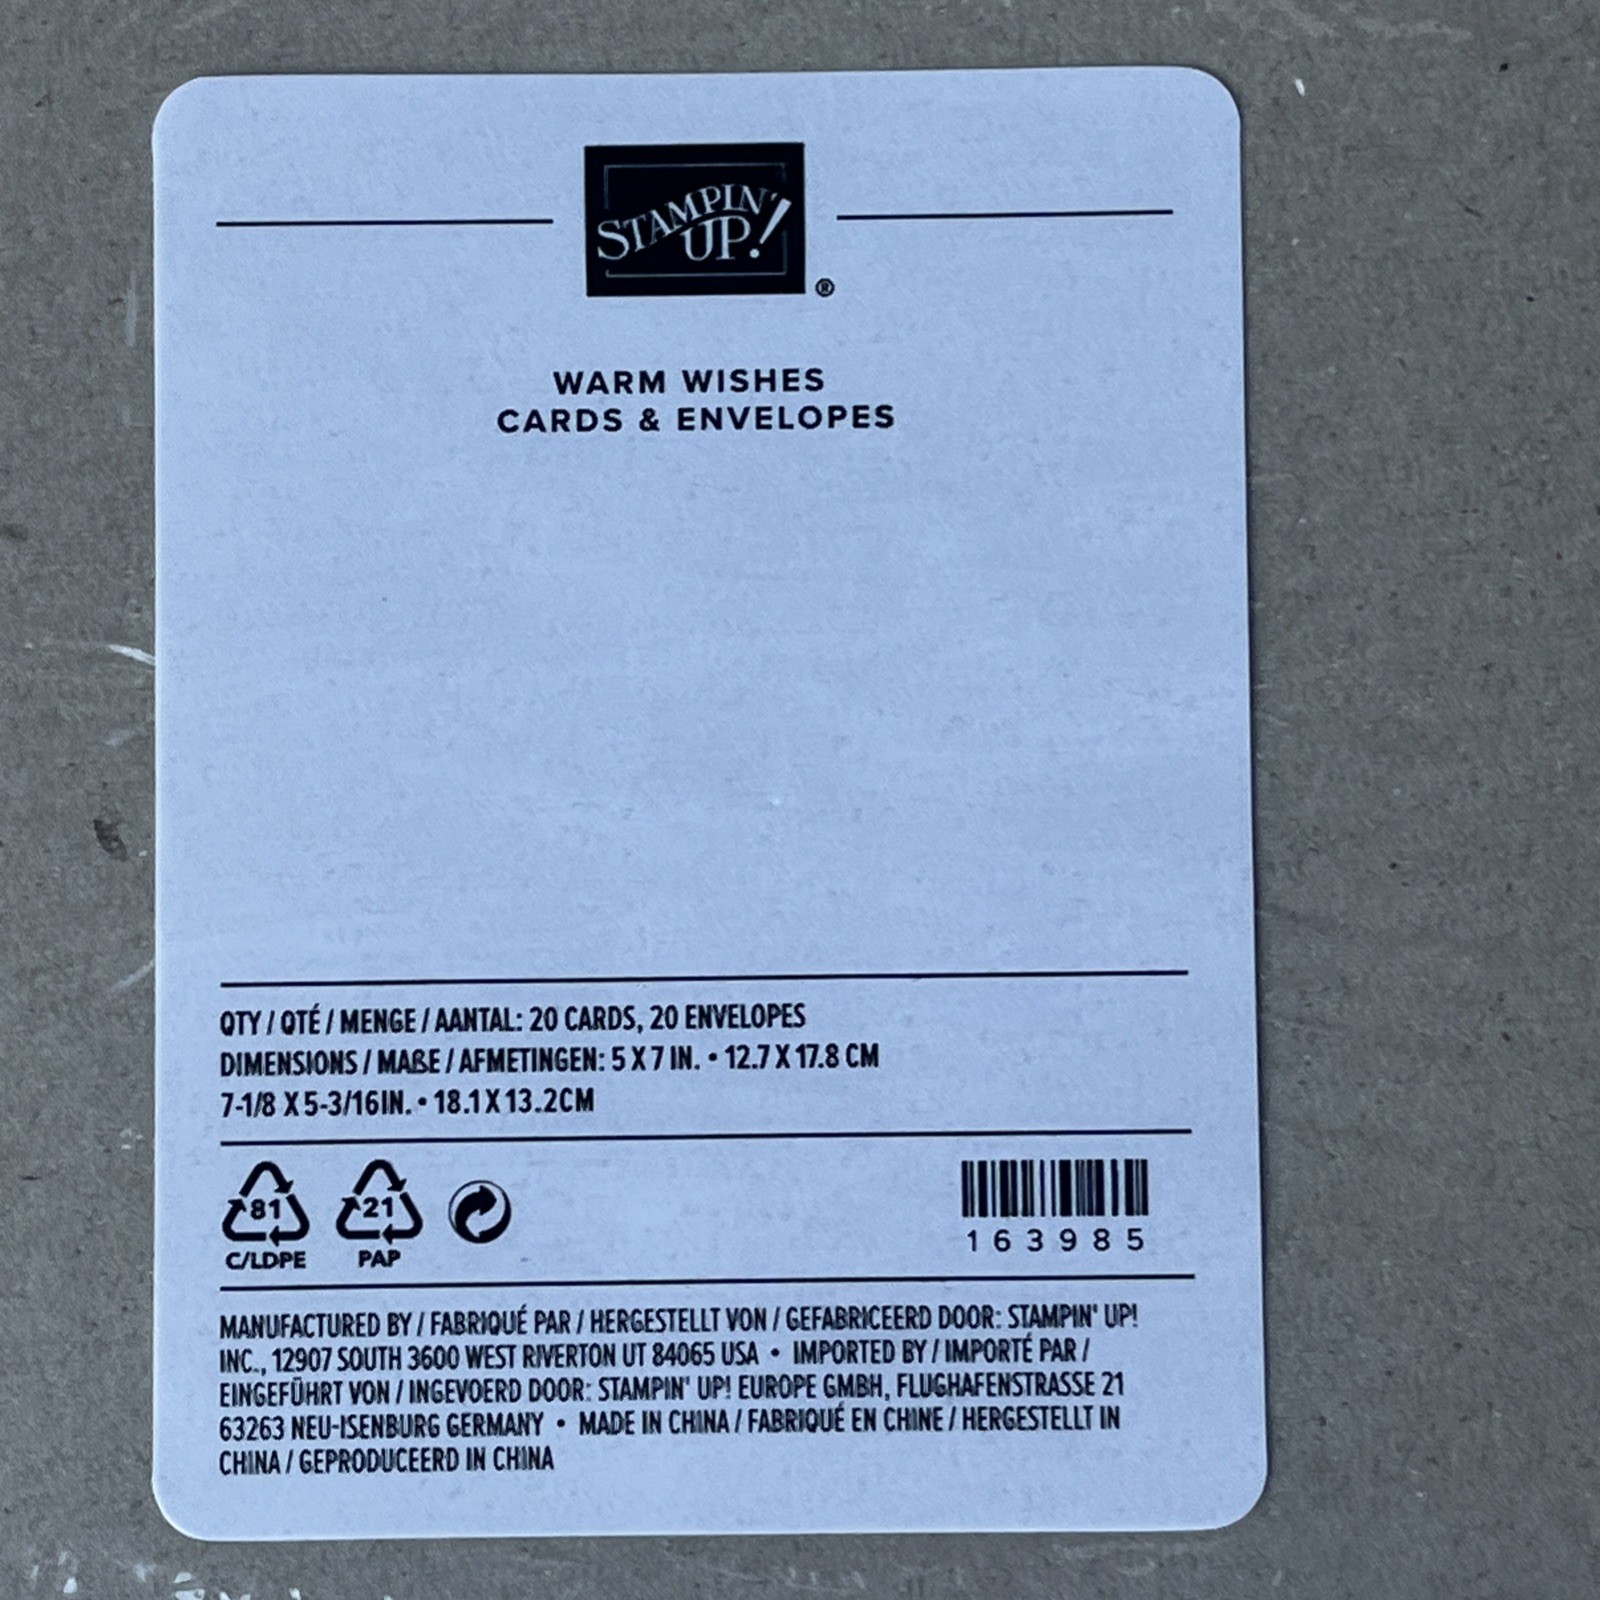 STAMPIN' UP!
®
WARM WISHES
CARDS & ENVELOPES
QTY / QTÉ / MENGE / AANTAL: 20 CARDS, 20 ENVELOPES
DIMENSIONS / MAßE / AFMETINGEN: 5 X 7 IN. • 12.7 X 17.8 CM
7-1/8 X 5-3/16IN. • 18.1 X 13.2CM
81 21
C/LDPE PAP
163985
MANUFACTURED BY / FABRIQUÉ PAR / HERGESTELLT VON / GEFABRICEERD DOOR: STAMPIN' UP!
INC., 12907 SOUTH 3600 WEST RIVERTON UT 84065 USA • IMPORTED BY / IMPORTÉ PAR /
EINGEFÜHRT VON / INGEVOERD DOOR: STAMPIN' UP! EUROPE GMBH, FLUGHAFENSTRASSE 21
63263 NEU-ISENBURG GERMANY • MADE IN CHINA / FABRIQUÉ EN CHINE / HERGESTELLT IN
CHINA / GEPRODUCEERD IN CHINA